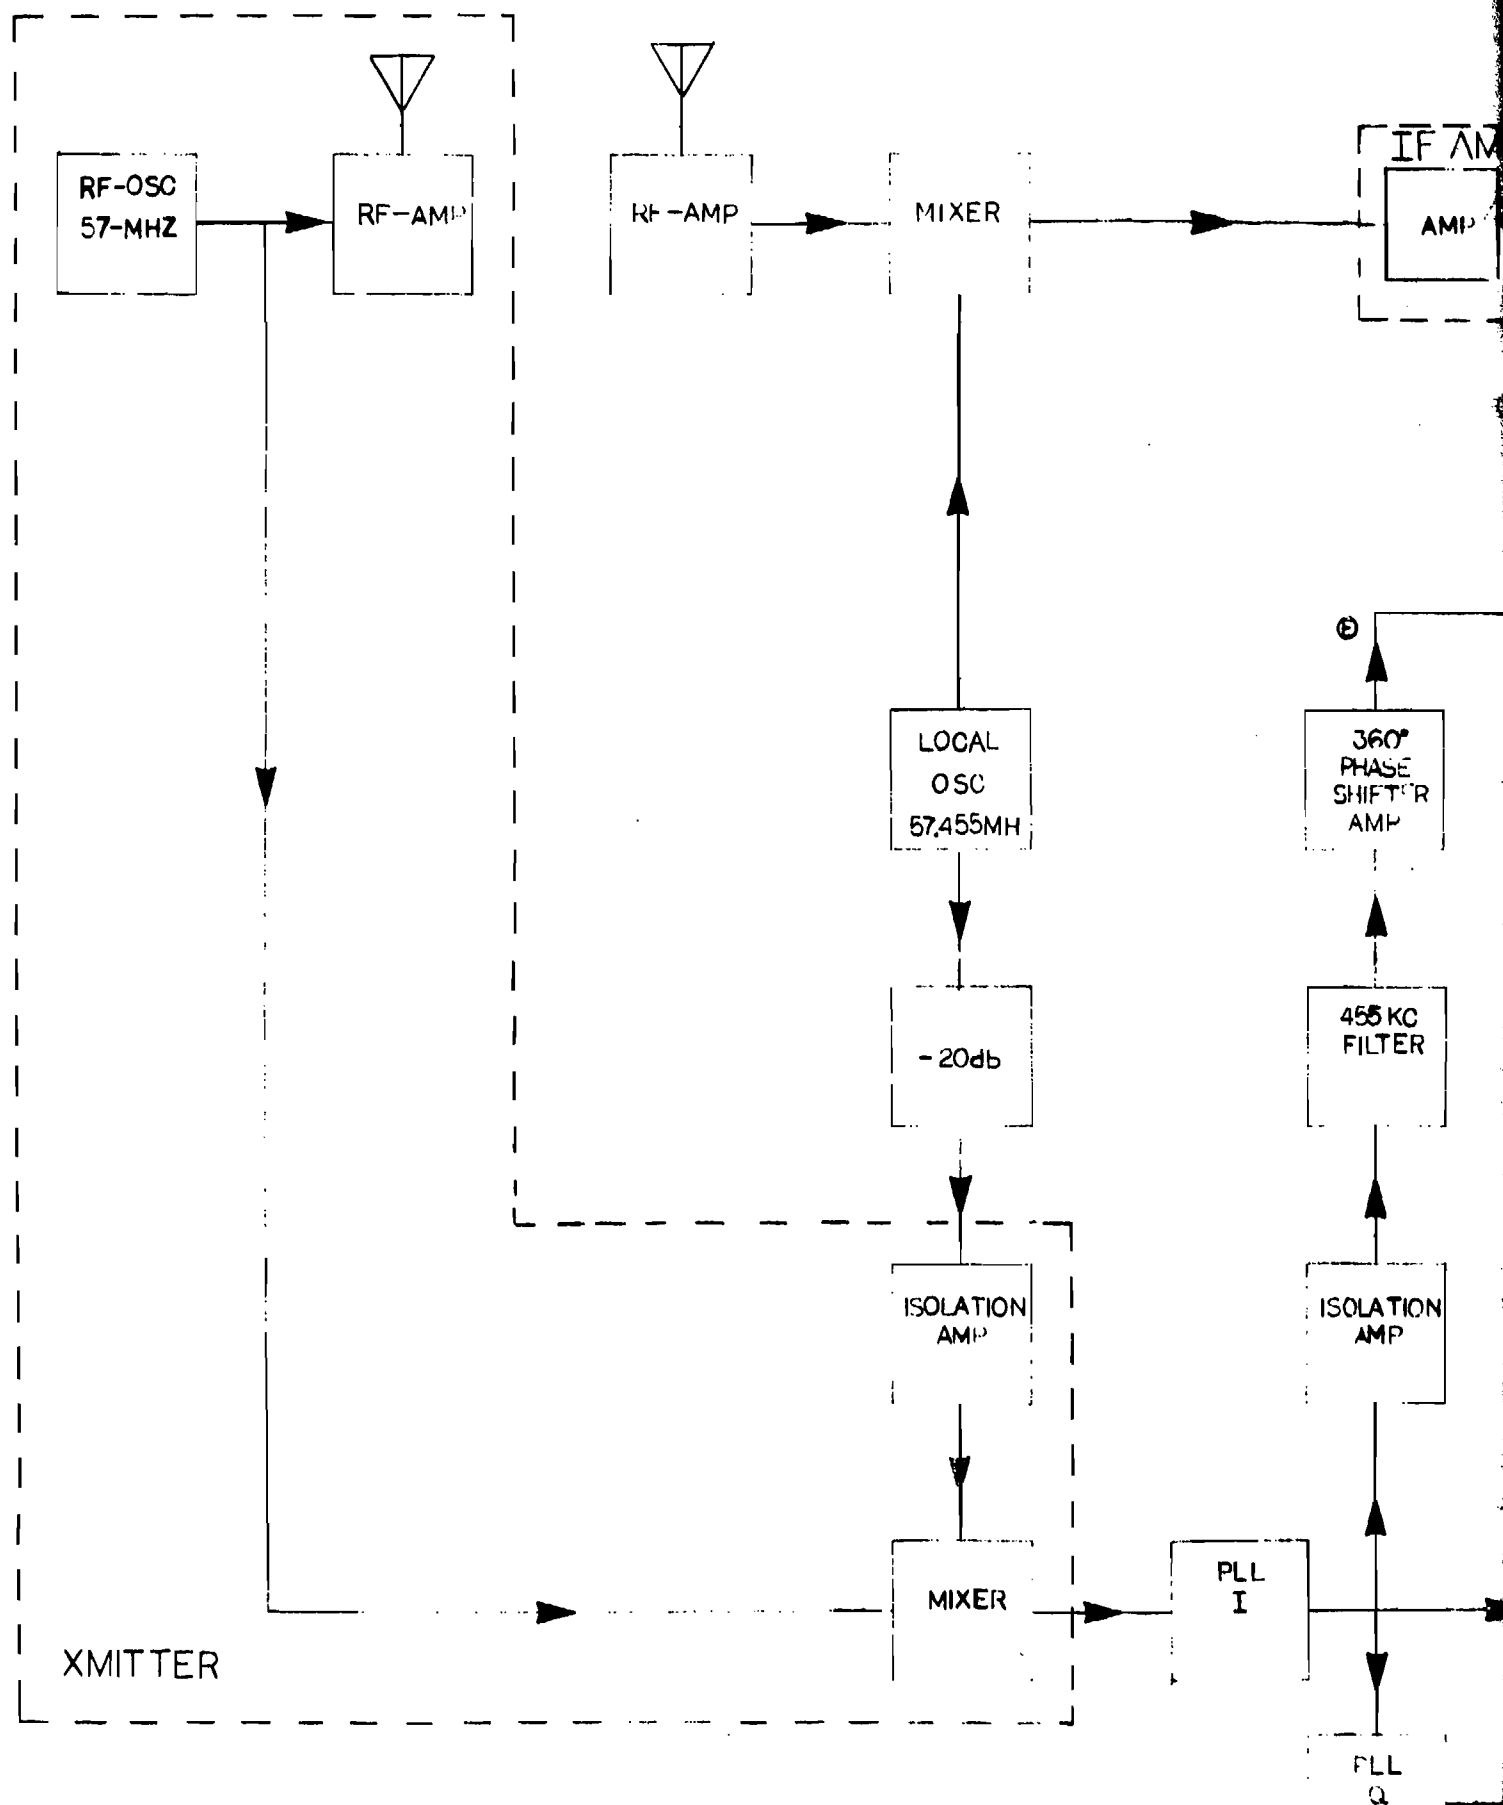 RF-OSC
57-MHZ
RF-AMP
RF-AMP
MIXER
IF AM
AMP
E
LOCAL
OSC
57.455MH
360°
PHASE
SHIFTER
AMP
-20db
455 KC
FILTER
ISOLATION
AMP
ISOLATION
AMP
MIXER
PLL
I
XMITTER
PLL
Q